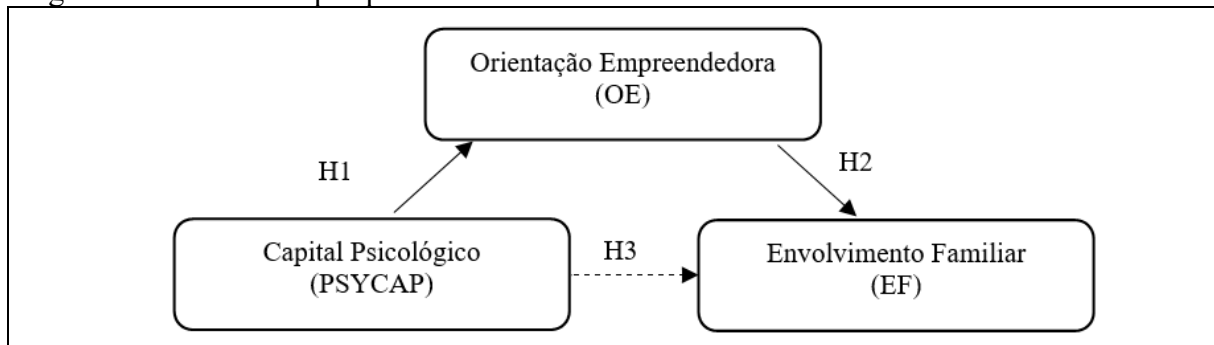 Orientação Empreendedora
(OE)
H1
H2
Capital Psicológico
(PSYCAP)
H3
Envolvimento Familiar
(EF)